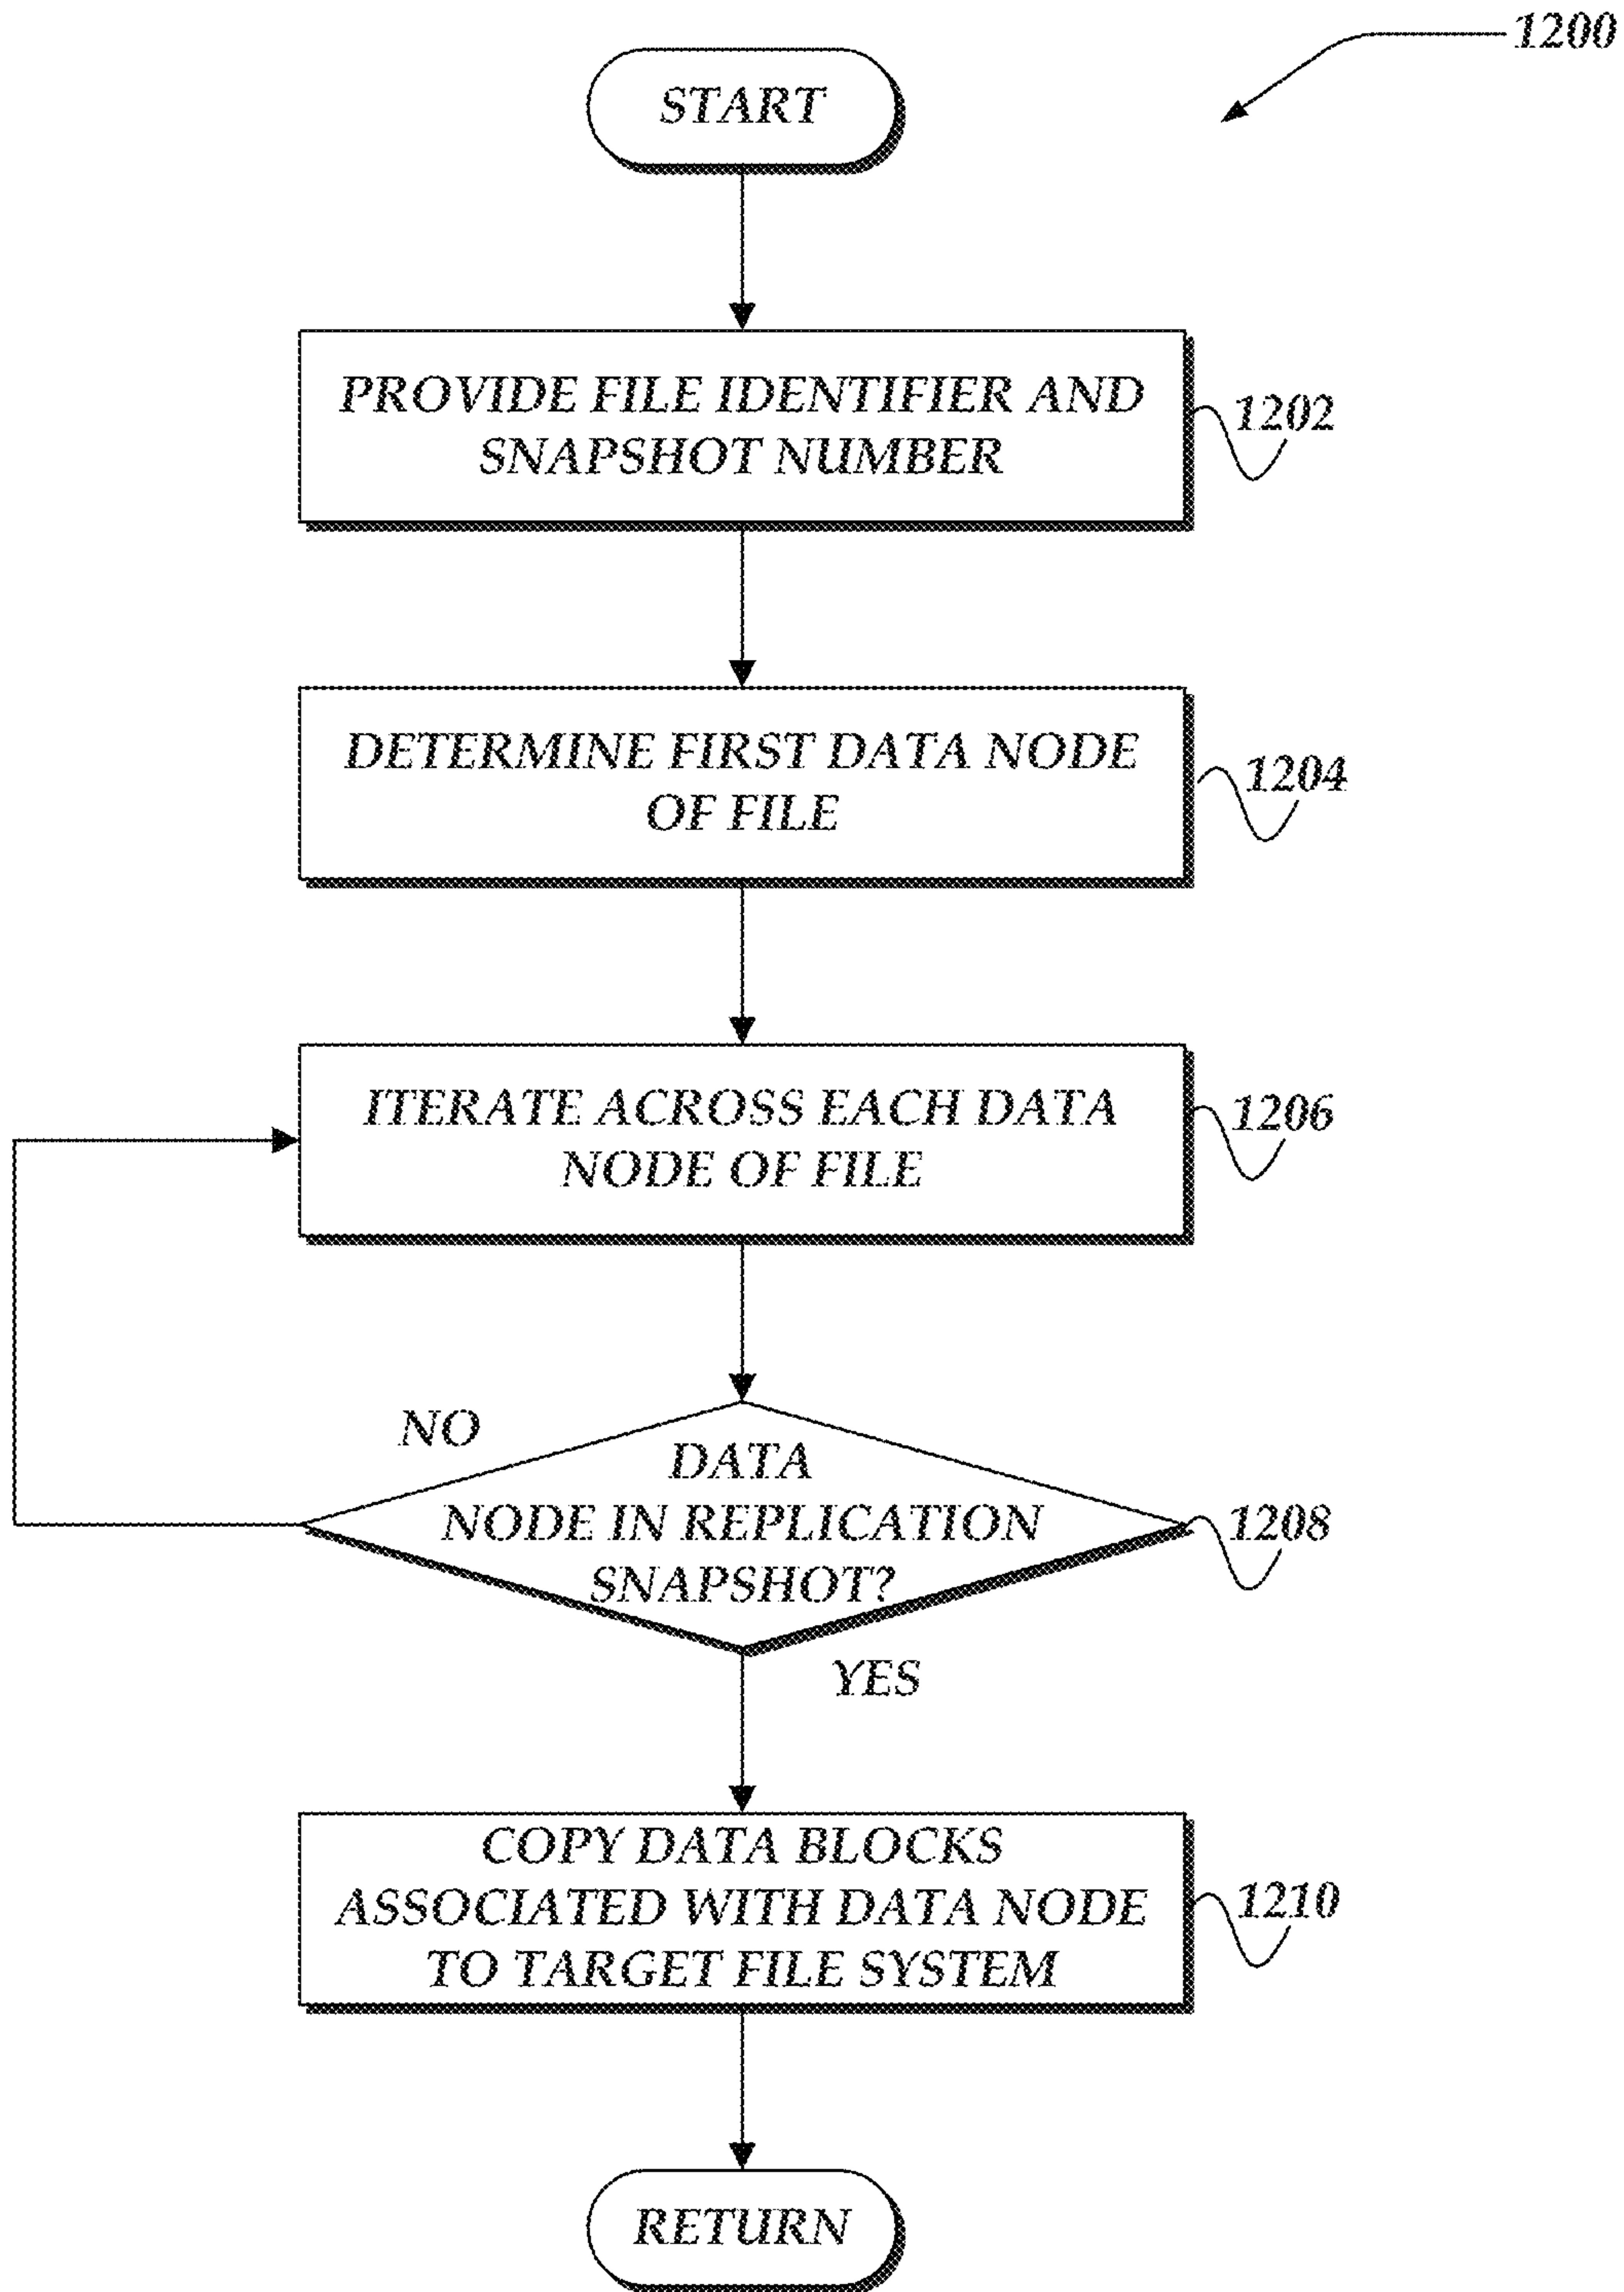 1200
START
PROVIDE FILE IDENTIFIER AND
SNAPSHOT NUMBER
1202
DETERMINE FIRST DATA NODE
OF FILE
1204
ITERATE ACROSS EACH DATA
NODE OF FILE
1206
NO
DATA
NODE IN REPLICATION
SNAPSHOT?
1208
YES
COPY DATA BLOCKS
ASSOCIATED WITH DATA NODE
TO TARGET FILE SYSTEM
1210
RETURN